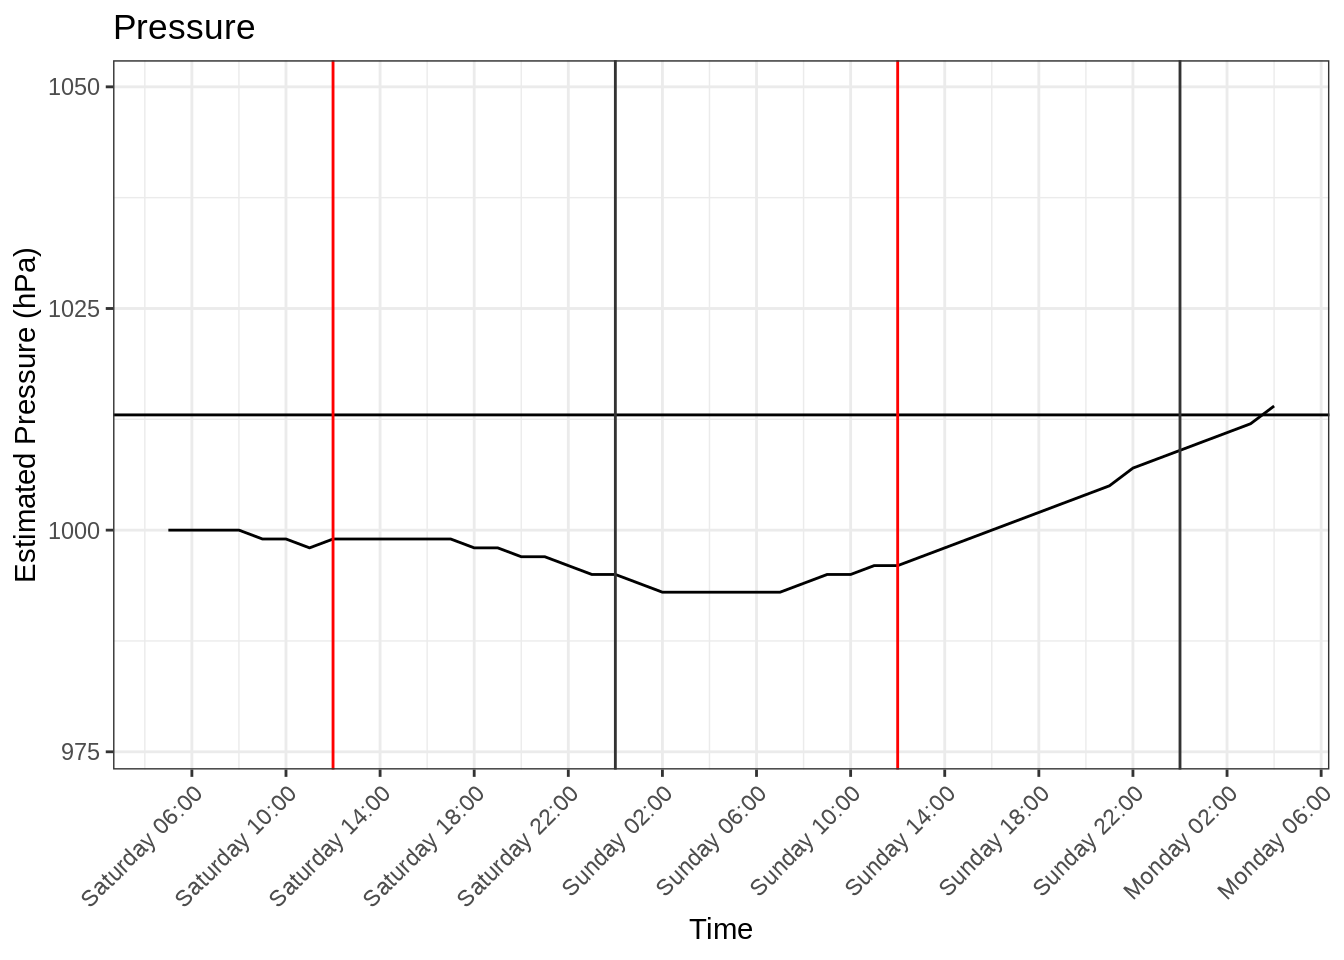 Pressure
Estimated Pressure (hPa)
1050
1025
1000
975
Saturday 06:00
Saturday 10:00
Saturday 14:00
Saturday 18:00
Saturday 22:00
Sunday 02:00
Sunday 06:00
Sunday 10:00
Sunday 14:00
Sunday 18:00
Sunday 22:00
Monday 02:00
Monday 06:00
Time